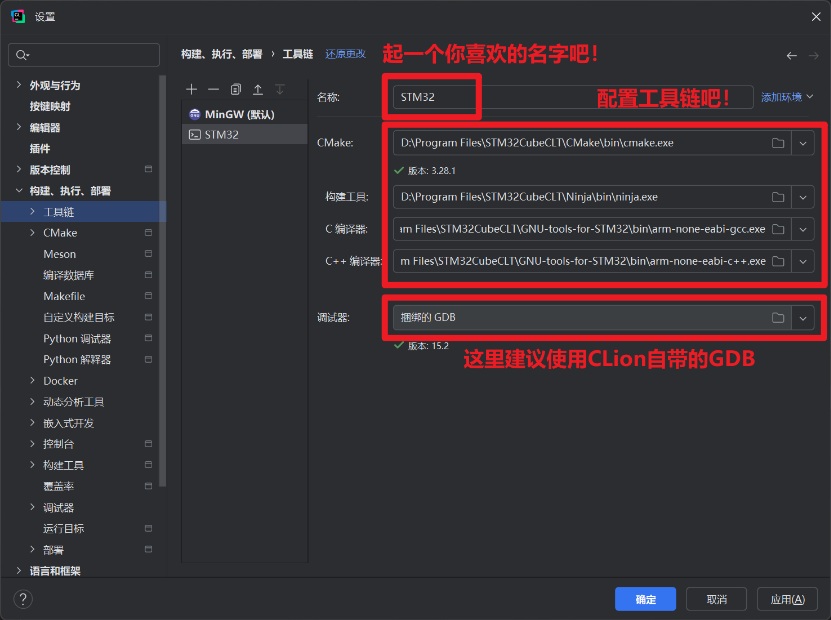 设置
构建、执行、部署 › 工具链 还原更改
起一个你喜欢的名字吧!
外观与行为
按键映射
编辑器
插件
版本控制
构建、执行、部署
工具链
CMake
Meson
编译数据库
Makefile
自定义构建目标
Python 调试器
Python 解释器
Docker
动态分析工具
嵌入式开发
控制台
构建工具
覆盖率
调试器
运行目标
部署
语言和框架
MinGW (默认)
STM32
名称: STM32
配置工具链吧!
添加环境
CMake: D:\Program Files\STM32CubeCLT\CMake\bin\cmake.exe
版本: 3.28.1
构建工具: D:\Program Files\STM32CubeCLT\Ninja\bin\ninja.exe
C 编译器: am Files\STM32CubeCLT\GNU-tools-for-STM32\bin\arm-none-eabi-gcc.exe
C++ 编译器: m Files\STM32CubeCLT\GNU-tools-for-STM32\bin\arm-none-eabi-c++.exe
调试器: 捆绑的 GDB
版本: 15.2
这里建议使用CLion自带的GDB
?
确定 取消 应用(A)